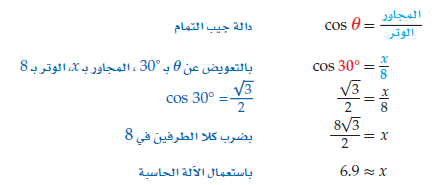 دالة جيب التمام cos θ = المجاور / الوتر
بالتعويض عن θ بـ 30° ، المجاور بـ x، الوتر بـ 8 cos 30° = x/8
cos 30° = √3/2 √3/2 = x/8
بضرب كلا الطرفين في 8 8√3/2 = x
باستعمال الآلة الحاسبة 6.9 ≈ x